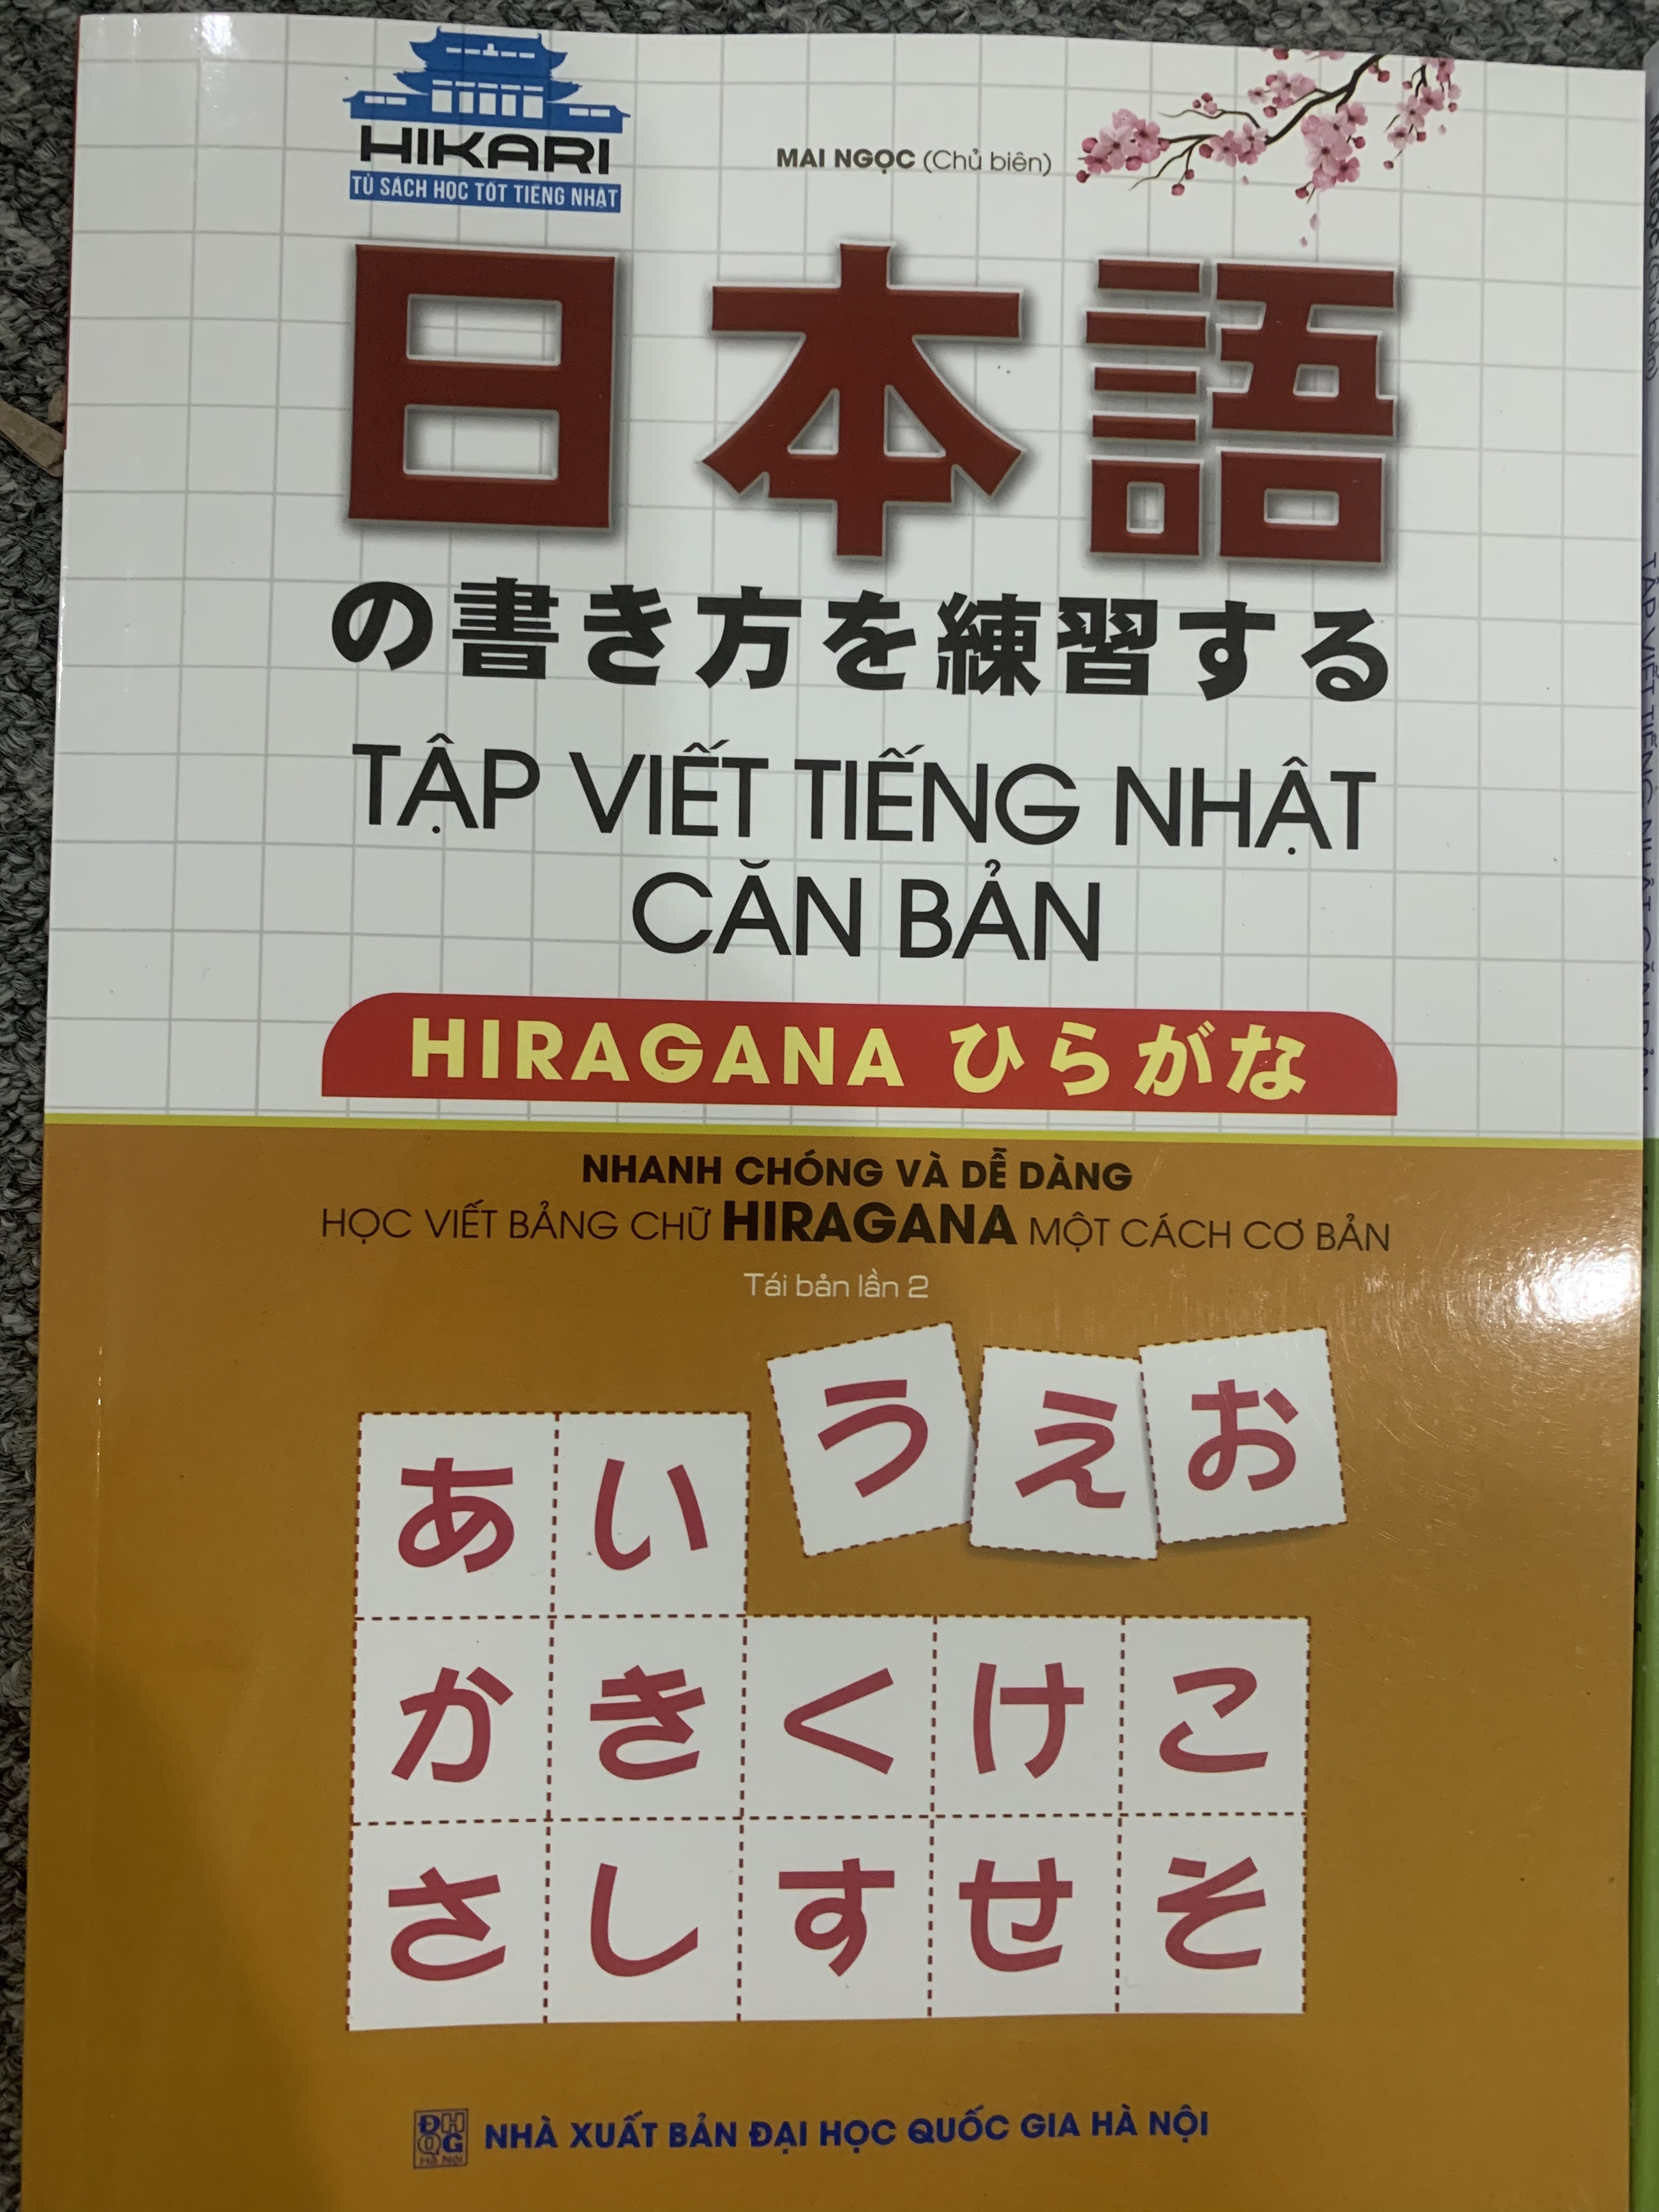 HIKARI
TỦ SÁCH HỌC TỐT TIẾNG NHẬT
MAI NGỌC (Chủ biên)
日本語
の書き方を練習する
TẬP VIẾT TIẾNG NHẬT
CĂN BẢN
HIRAGANA ひらがな
NHANH CHÓNG VÀ DỄ DÀNG
HỌC VIẾT BẢNG CHỮ HIRAGANA MỘT CÁCH CƠ BẢN
Tái bản lần 2
あ い う え お
か き く け こ
さ し す せ そ
ĐHQG
HÀ NỘI
NHÀ XUẤT BẢN ĐẠI HỌC QUỐC GIA HÀ NỘI